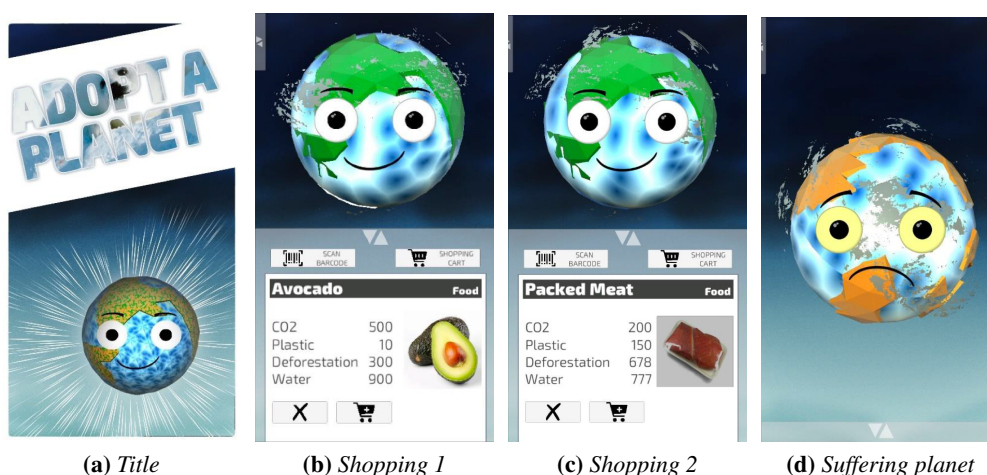 ADOPT A
PLANET
SCAN
BARCODE
SHOPPING
CART
Avocado Food
CO2 500
Plastic 10
Deforestation 300
Water 900
SCAN
BARCODE
SHOPPING
CART
Packed Meat Food
CO2 200
Plastic 150
Deforestation 678
Water 777
(a) Title
(b) Shopping 1
(c) Shopping 2
(d) Suffering planet